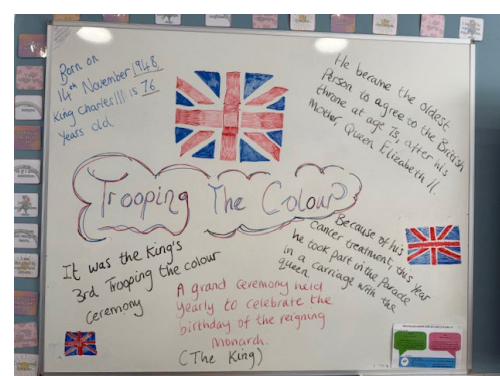 Born on
14th November 1948,
King Charles III is 76
years old
He became the oldest
Person to agree to the British
throne at age 73, after his
Mother, Queen Elizabeth II.
Trooping The Colour
It was the King's
3rd Trooping the colour
ceremony
A grand ceremony held
yearly to celebrate the
birthday of the reigning
Monarch.
(The King)
Because of his
cancer treatment, this year
he took part in the Parade
in a carriage with the
queen